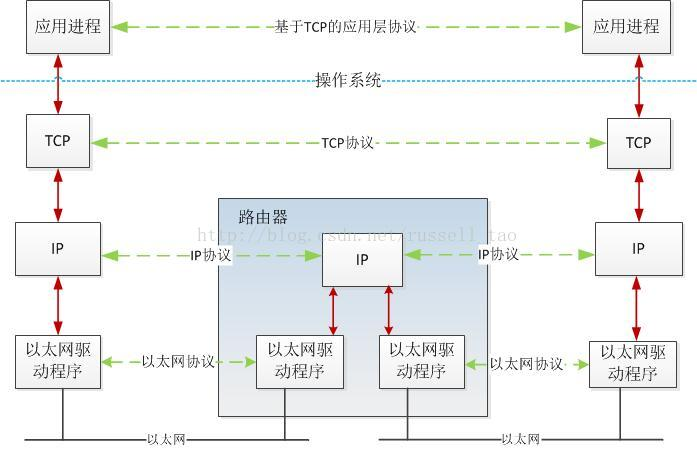 应用进程
基于TCP的应用层协议
应用进程
操作系统
TCP
TCP协议
TCP
路由器
http://blog.csdn.net/russell_tao
IP
IP协议
IP
IP协议
IP
以太网驱
动程序
以太网协议
以太网驱
动程序
以太网驱
动程序
以太网协议
以太网驱
动程序
以太网
以太网